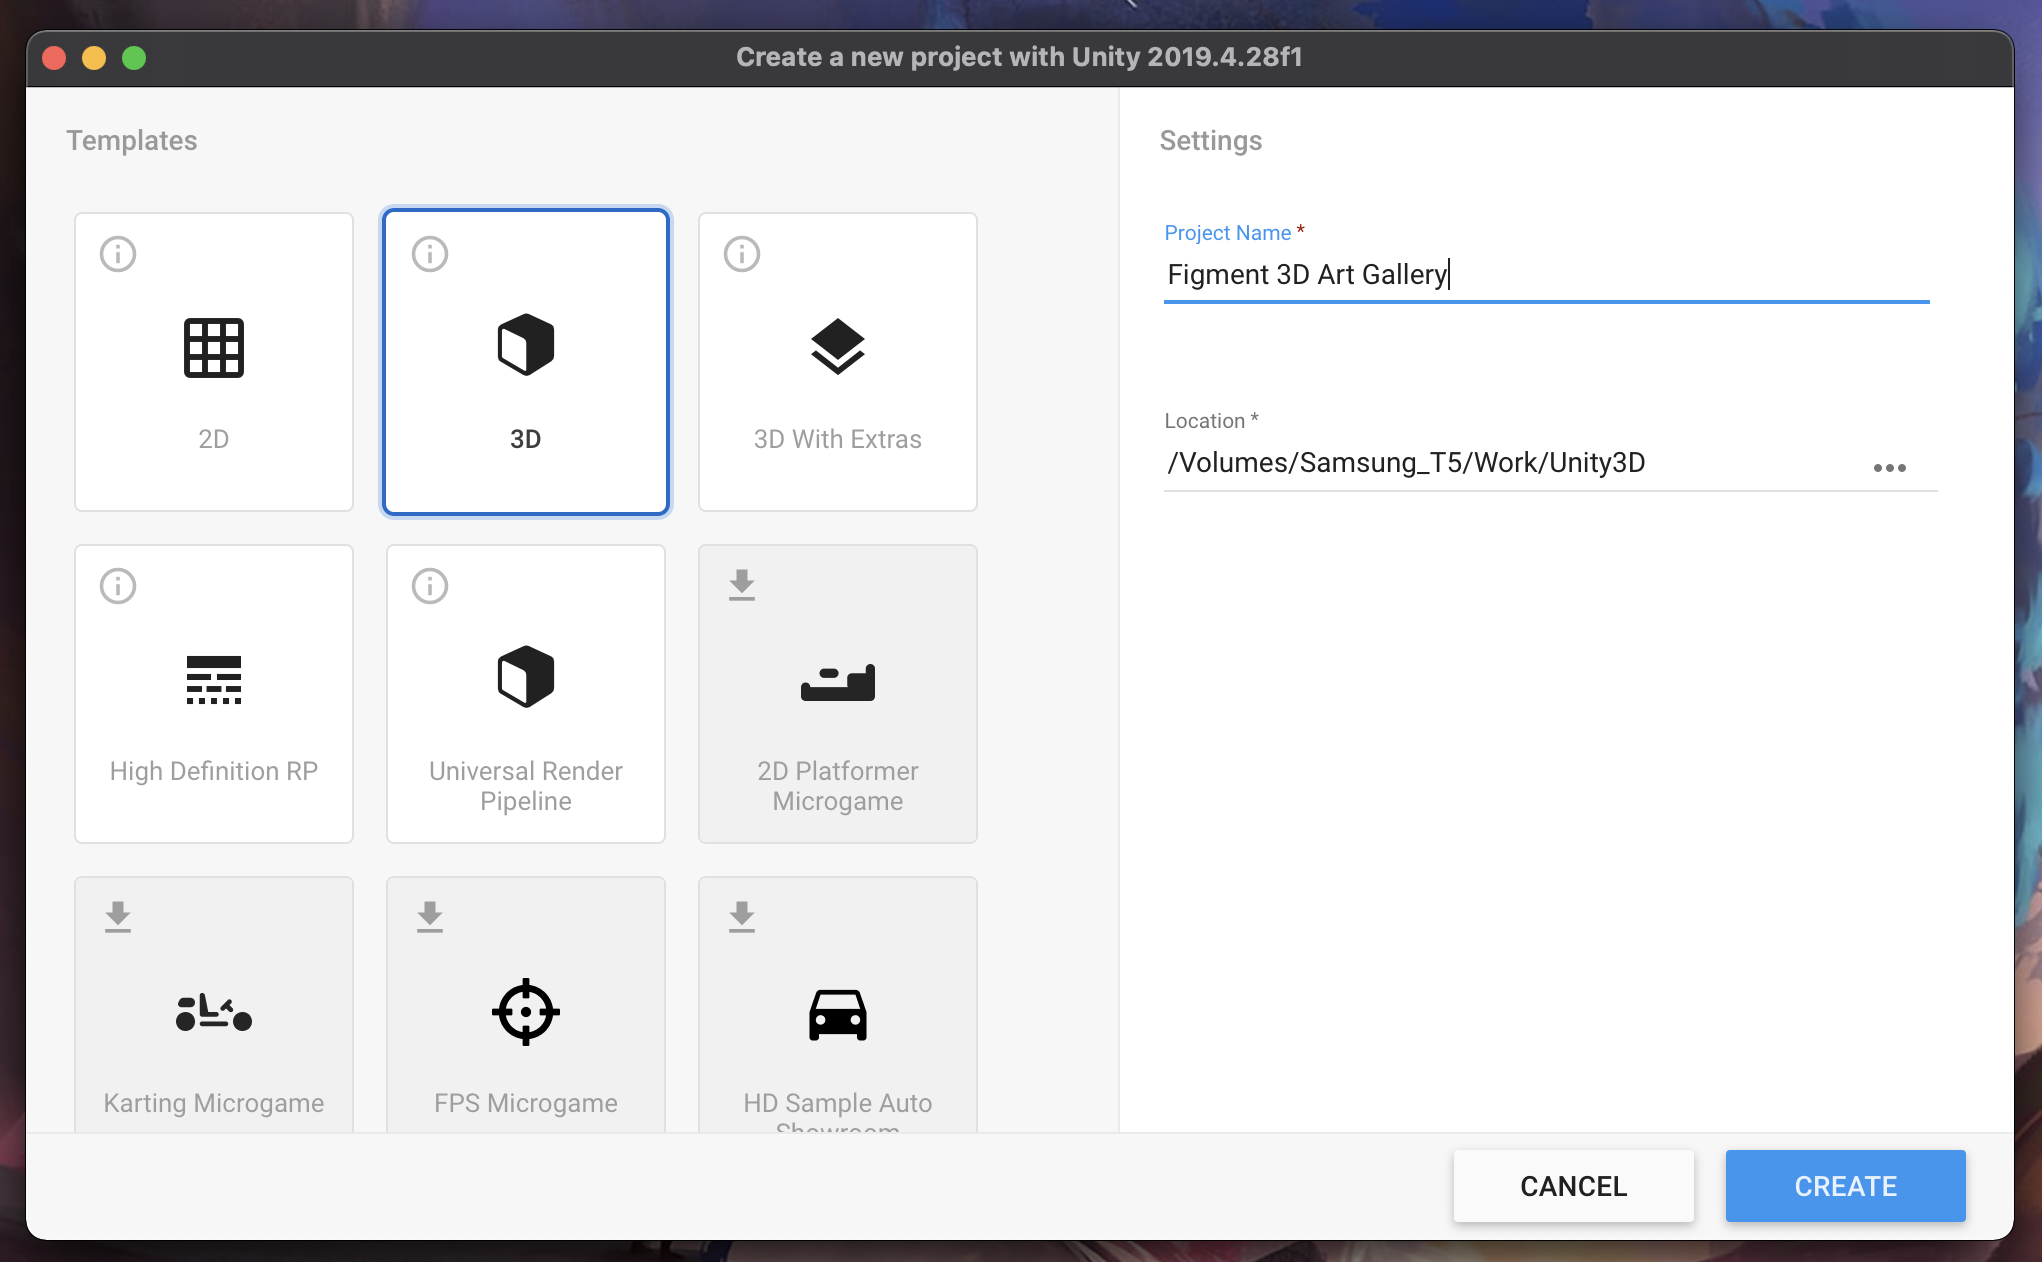 Create a new project with Unity 2019.4.28f1
Templates
2D
3D
3D With Extras
High Definition RP
Universal Render
Pipeline
2D Platformer
Microgame
Karting Microgame
FPS Microgame
HD Sample Auto
Showroom
Settings
Project Name *
Figment 3D Art Gallery
Location *
/Volumes/Samsung_T5/Work/Unity3D
CANCEL
CREATE